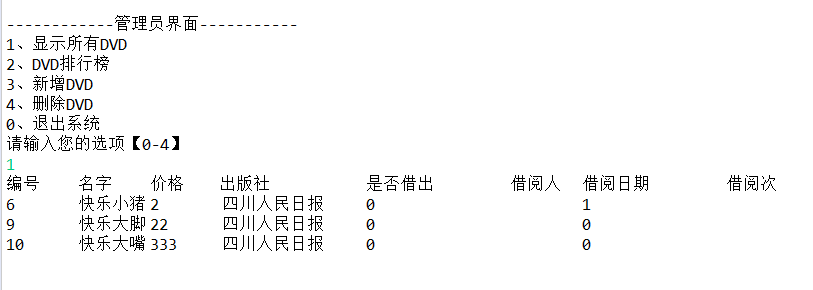 ------------管理员界面-----------
1、显示所有DVD
2、DVD排行榜
3、新增DVD
4、删除DVD
0、退出系统
请输入您的选项【0-4】
1
编号 名字 价格 出版社 是否借出 借阅人 借阅日期 借阅次
6 快乐小猪 2 四川人民日报 0 1
9 快乐大脚 22 四川人民日报 0 0
10 快乐大嘴 333 四川人民日报 0 0